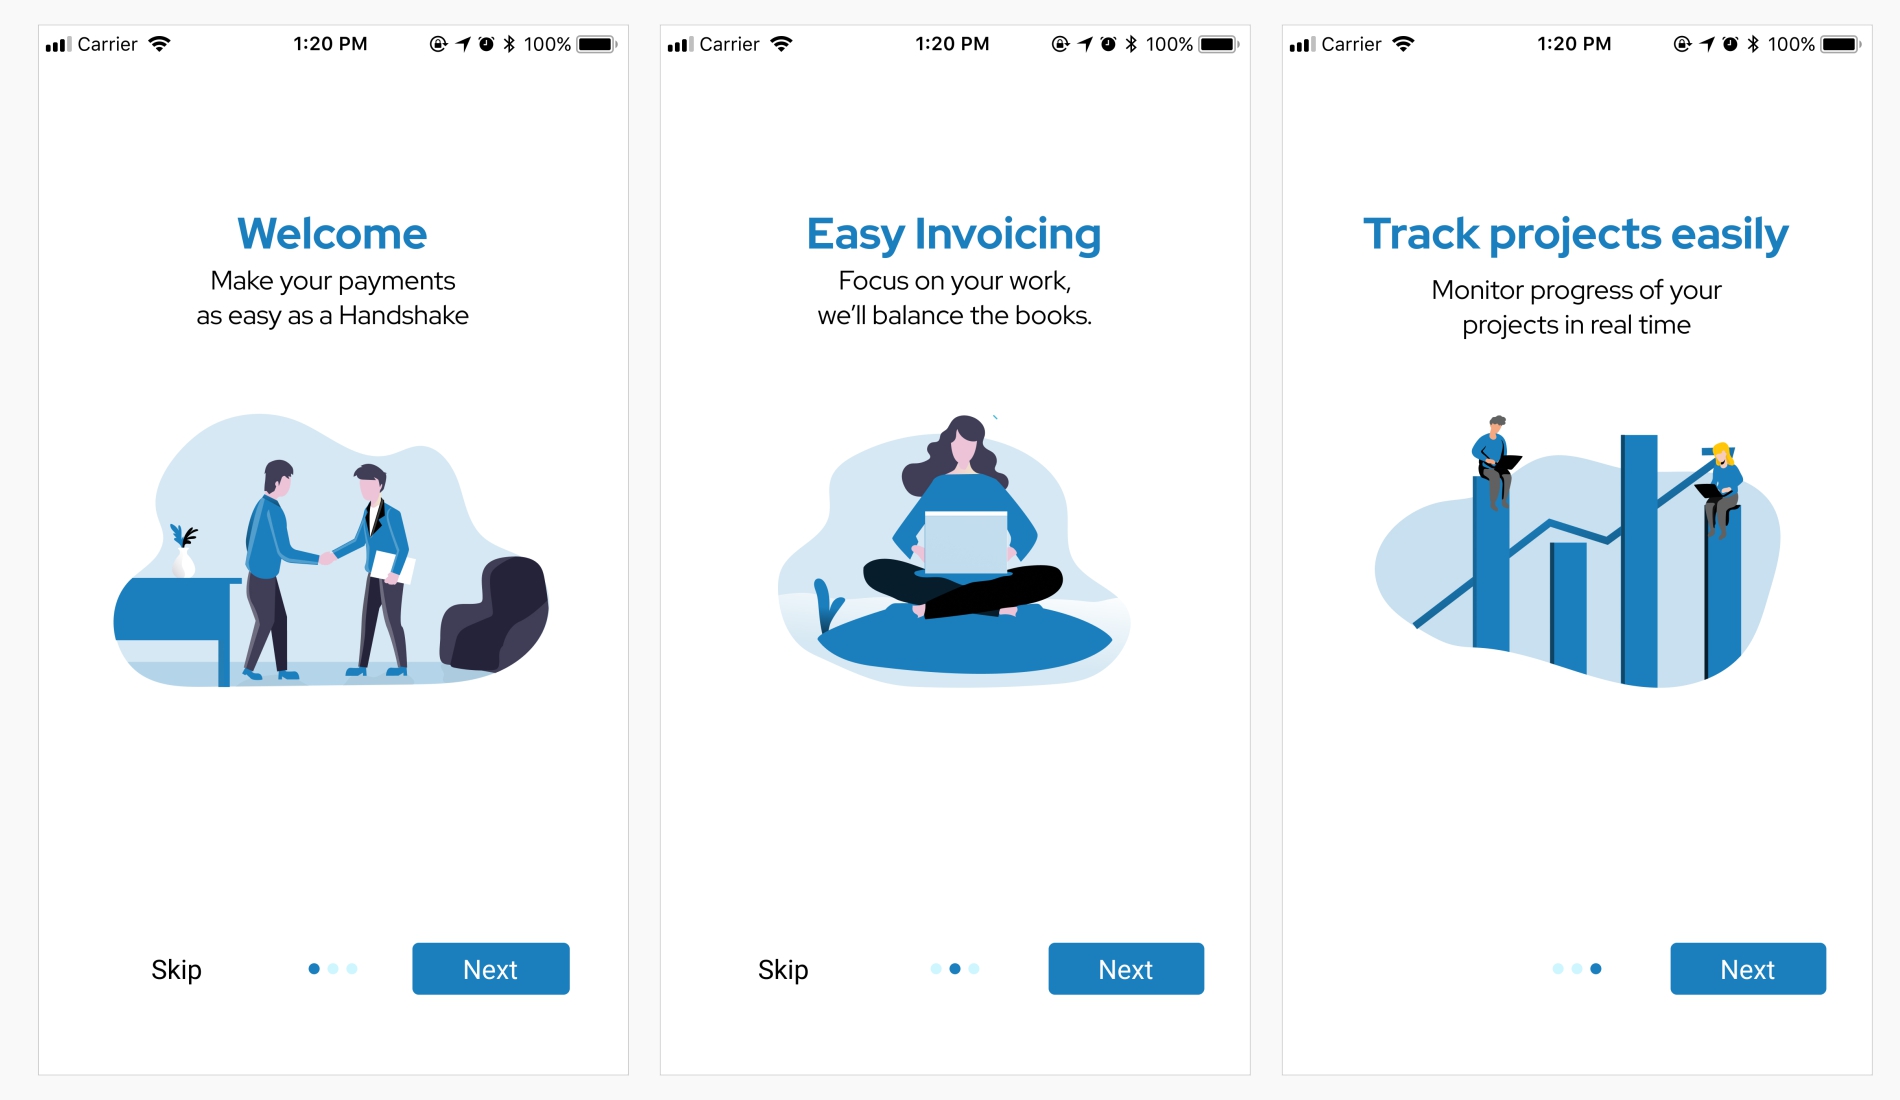 Carrier 1:20 PM 100%
Welcome
Make your payments
as easy as a Handshake
Skip Next
Carrier 1:20 PM 100%
Easy Invoicing
Focus on your work,
we’ll balance the books.
Skip Next
Carrier 1:20 PM 100%
Track projects easily
Monitor progress of your
projects in real time
Next